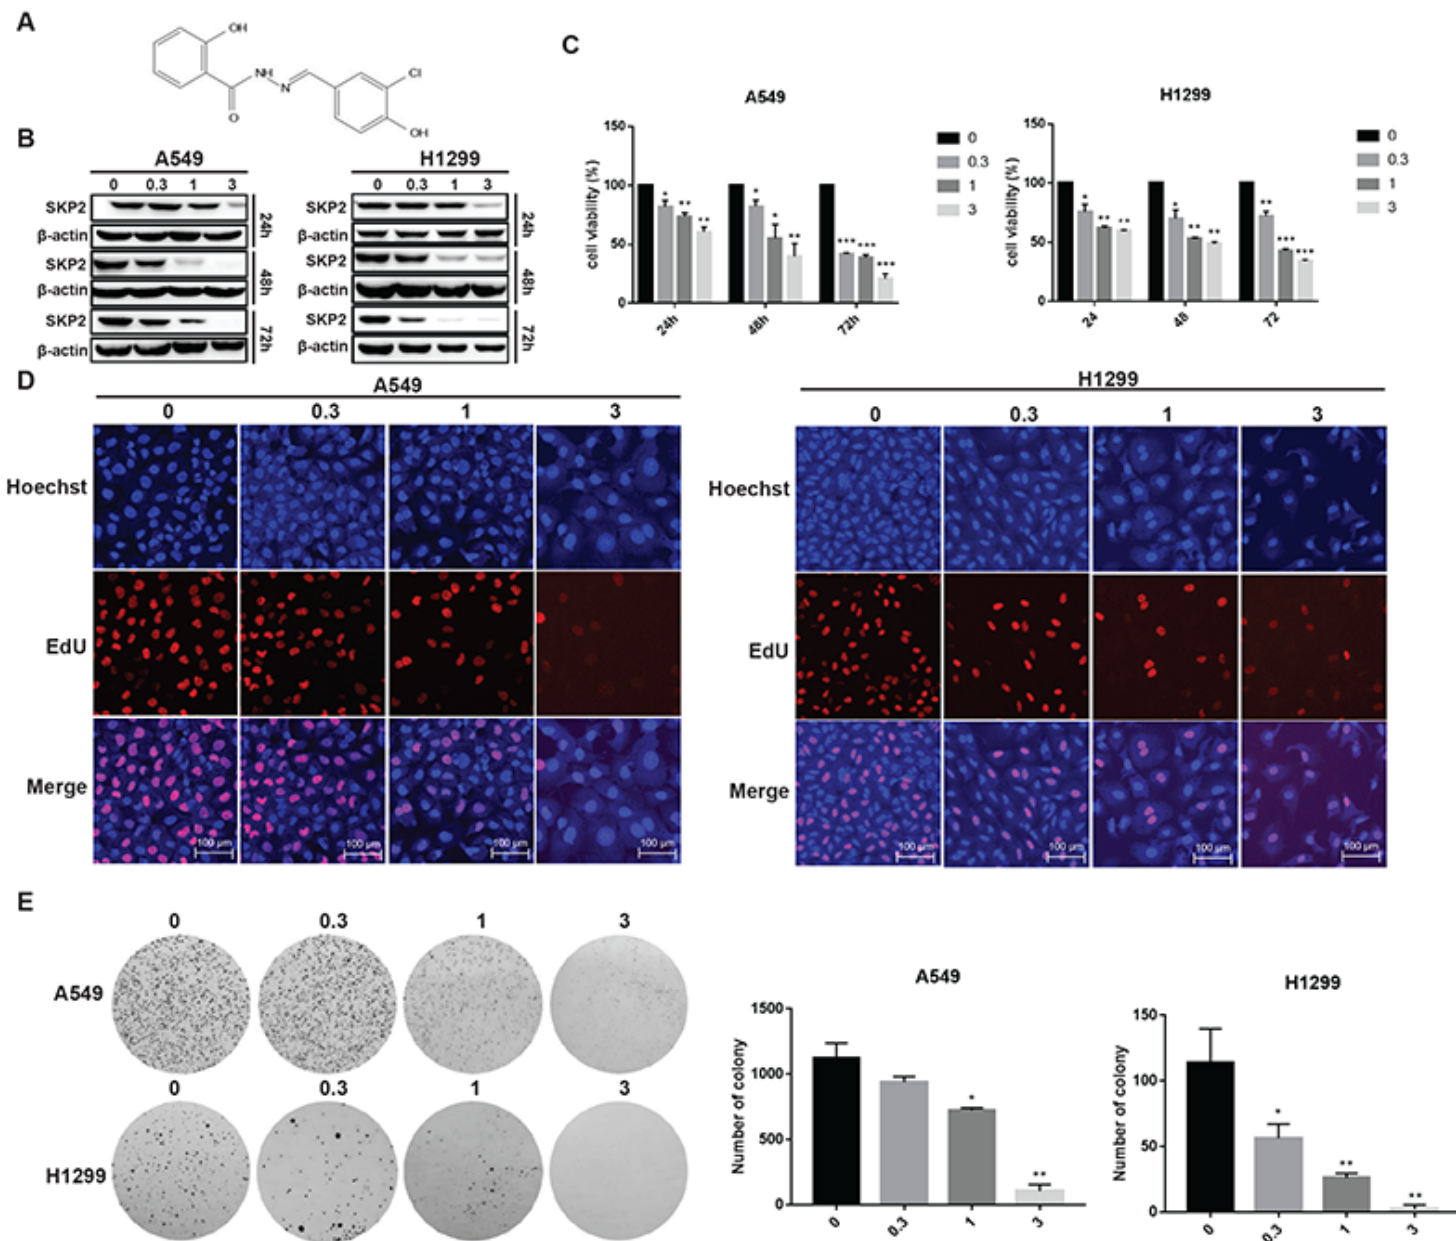 A
OH
NH
N
O
Cl
OH
B
A549
0 0.3 1 3
SKP2
β-actin
24h
SKP2
β-actin
48h
SKP2
β-actin
72h
H1299
0 0.3 1 3
SKP2
β-actin
24h
SKP2
β-actin
48h
SKP2
β-actin
72h
C
A549
cell viability (%)
150
100
50
0
* ** **
* * **
*** *** ***
24h 48h 72h
0
0.3
1
3
H1299
cell viability (%)
150
100
50
0
* ** **
* ** **
** *** ***
24 48 72
0
0.3
1
3
D
A549
0 0.3 1 3
Hoechst
EdU
Merge
100 μm 100 μm 100 μm 100 μm
H1299
0 0.3 1 3
Hoechst
EdU
Merge
100 μm 100 μm 100 μm 100 μm
E
0 0.3 1 3
A549
0 0.3 1 3
H1299
A549
Number of colony
1500
1000
500
0
* **
0 0.3 1 3
H1299
Number of colony
150
100
50
0
* ** **
0 0.3 1 3